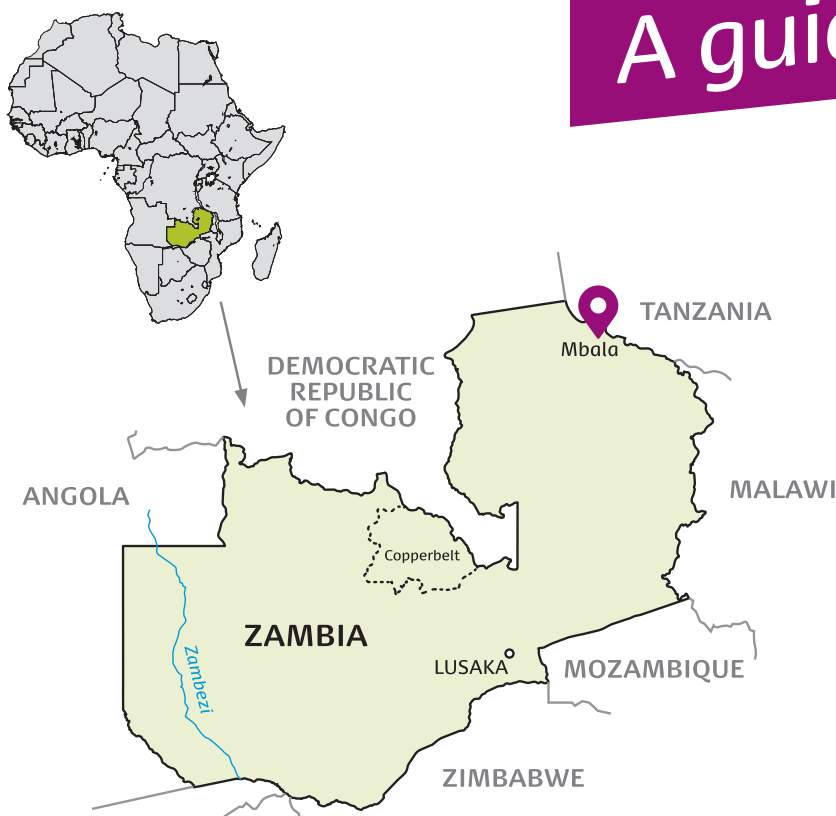 A gui
TANZANIA
Mbala
DEMOCRATIC
REPUBLIC
OF CONGO
ANGOLA
MALAWI
Copperbelt
ZAMBIA
LUSAKA
MOZAMBIQUE
Zambezi
ZIMBABWE